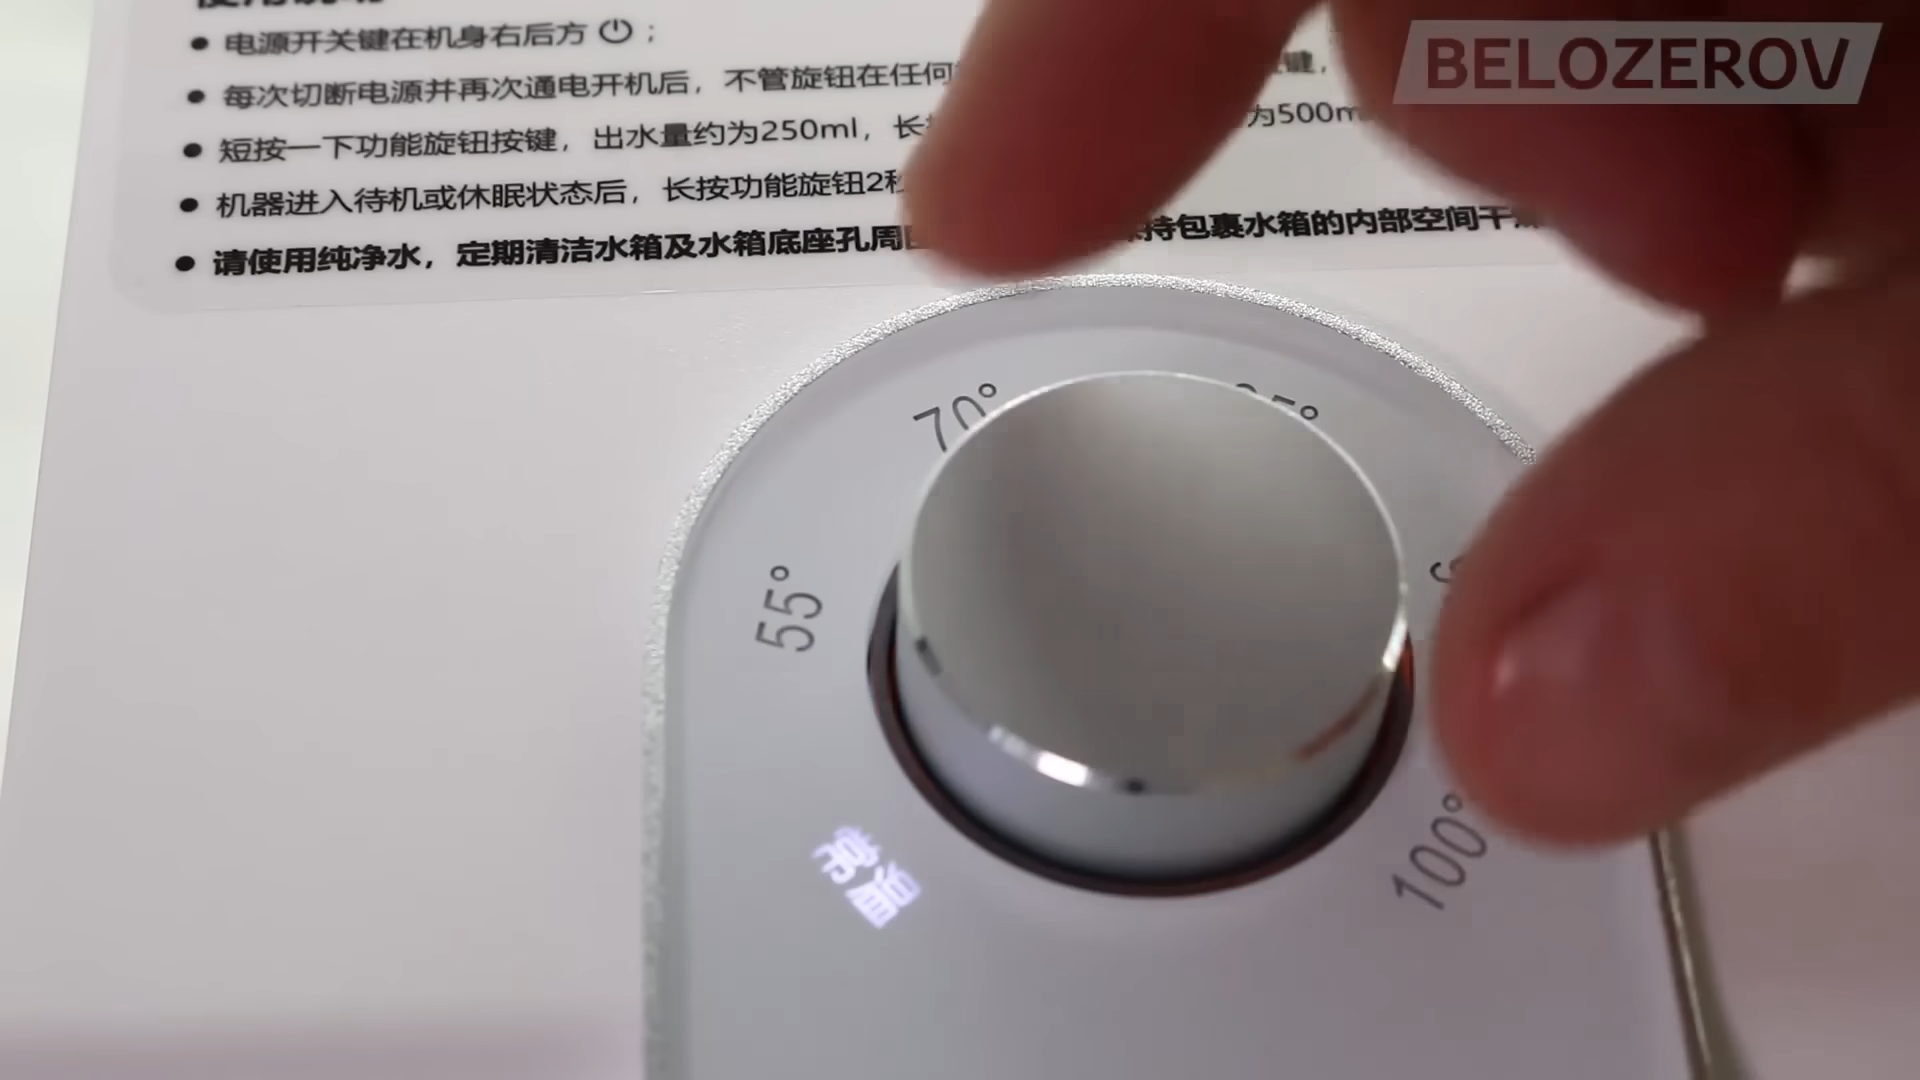 BELOZEROV
电源开关键在机身右后方 ⏻；
每次切断电源并再次通电开机后，不管旋钮在任何 键，
短按一下功能旋钮按键，出水量约为250ml，长 为500m
机器进入待机或休眠状态后，长按功能旋钮2秒
请使用纯净水，定期清洁水箱及水箱底座孔周 持包裹水箱的内部空间干燥
70°
5°
55°
100°
常温